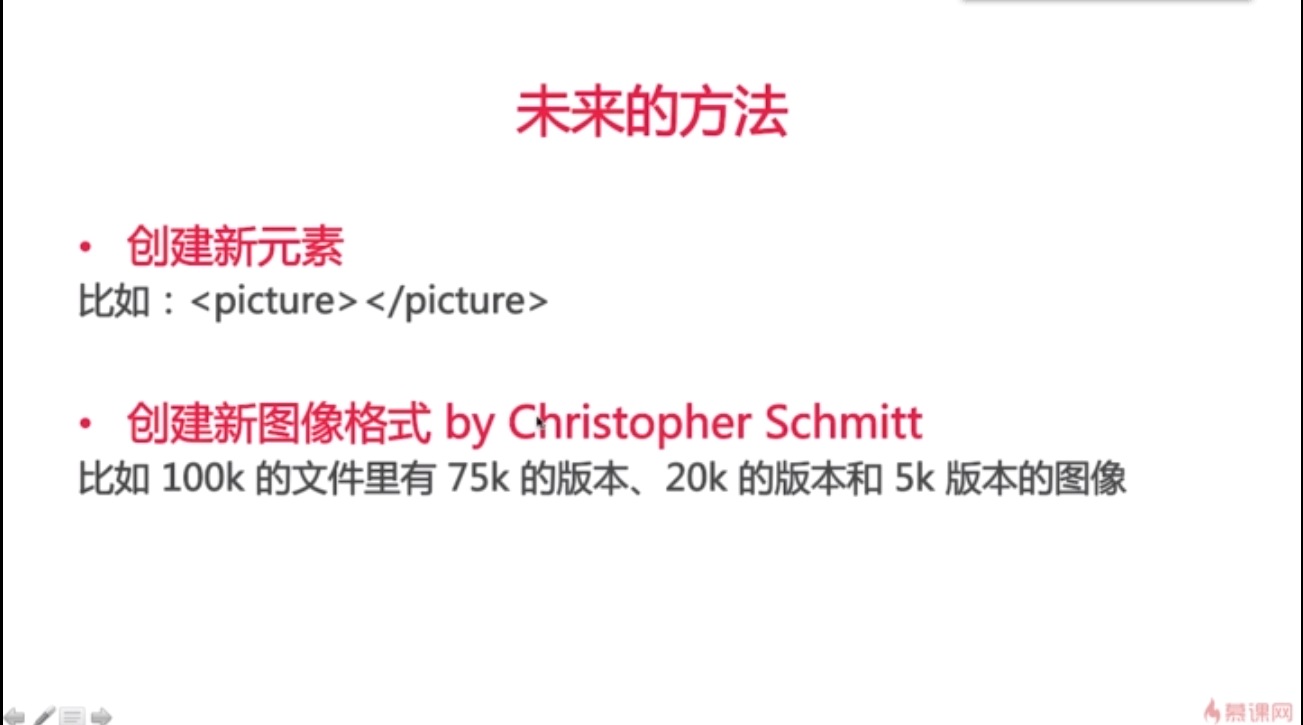 未来的方法
• 创建新元素
比如：<picture></picture>
• 创建新图像格式 by Christopher Schmitt
比如 100k 的文件里有 75k 的版本、20k 的版本和 5k 版本的图像
慕课网